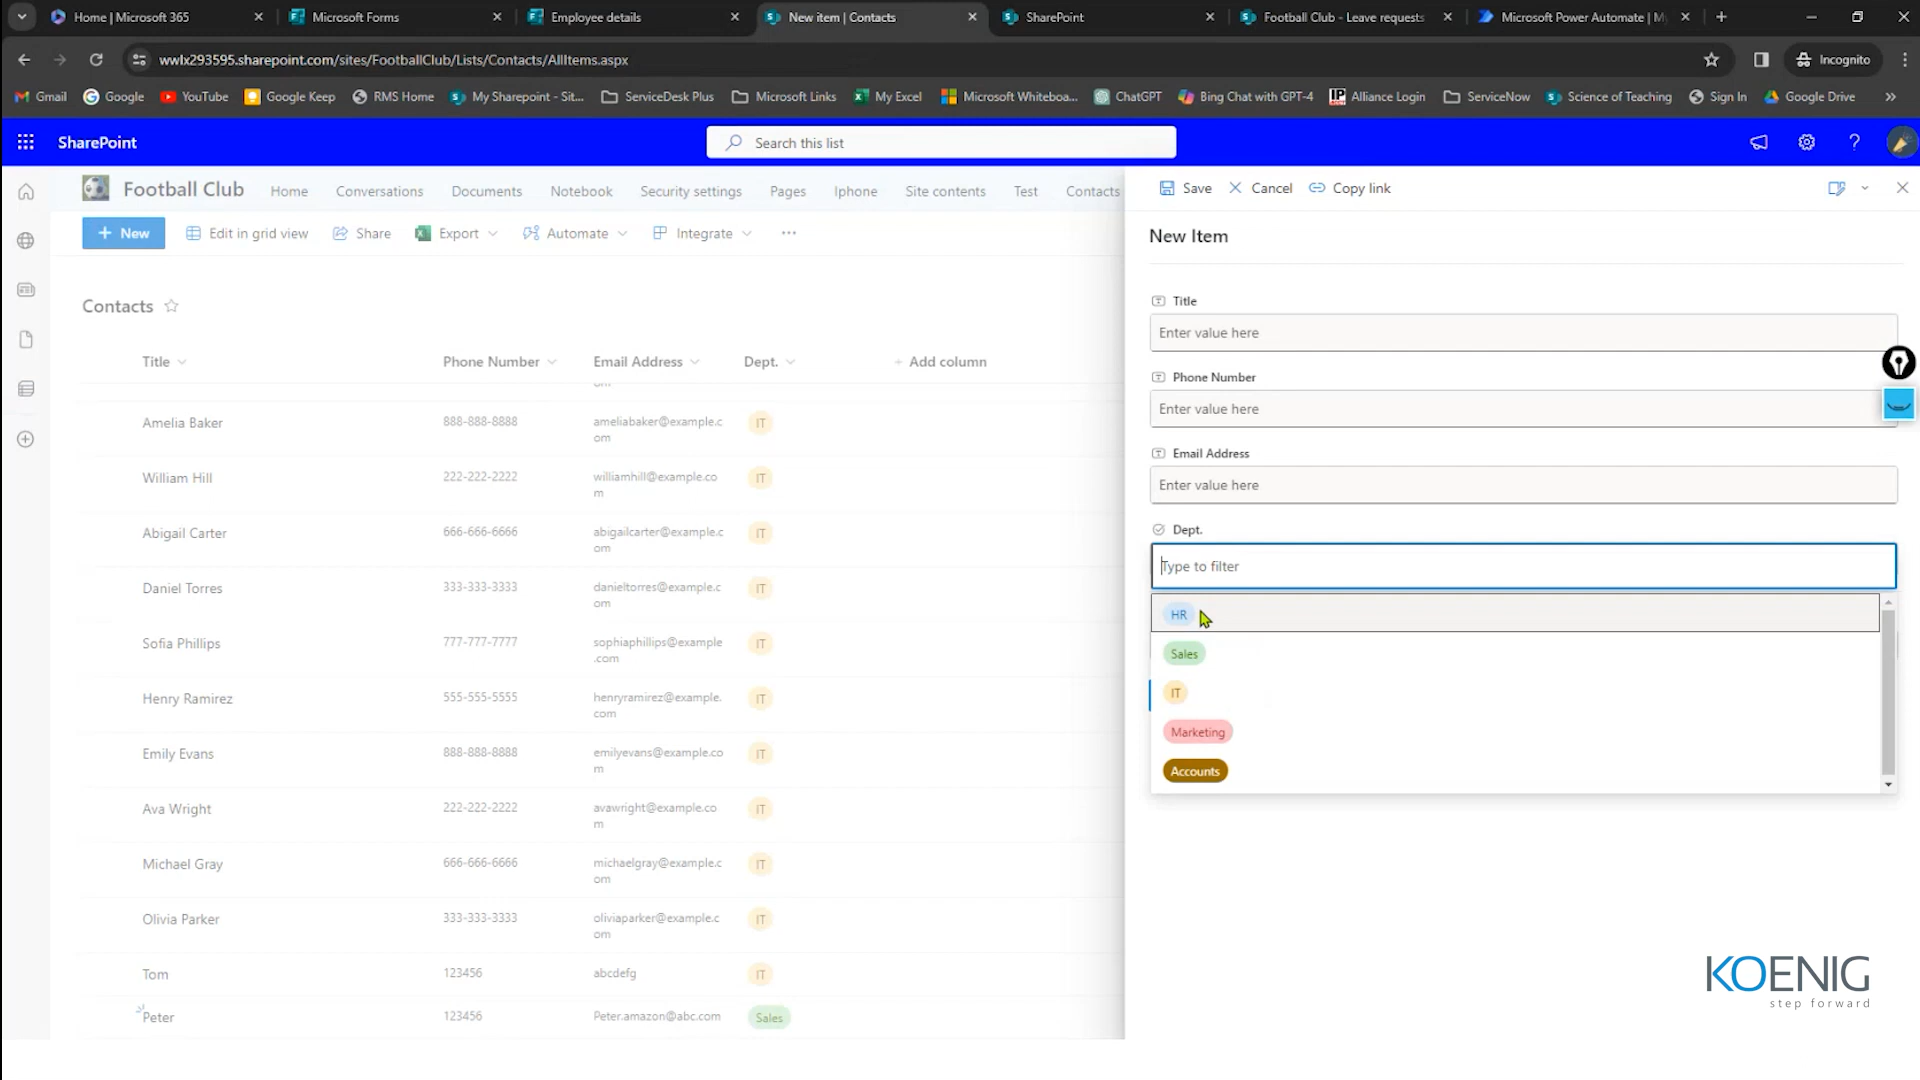 Home | Microsoft 365
Microsoft Forms
Employee details
New item | Contacts
SharePoint
Football Club - Leave requests
Microsoft Power Automate | M
wwlx293595.sharepoint.com/sites/FootballClub/Lists/Contacts/AllItems.aspx
Incognito
Gmail
Google
YouTube
Google Keep
RMS Home
My Sharepoint - Sit...
ServiceDesk Plus
Microsoft Links
My Excel
Microsoft Whiteboa...
ChatGPT
Bing Chat with GPT-4
Alliance Login
ServiceNow
Science of Teaching
Sign In
Google Drive
SharePoint
Search this list
Football Club
Home
Conversations
Documents
Notebook
Security settings
Pages
Iphone
Site contents
Test
Contacts
New
Edit in grid view
Share
Export
Automate
Integrate
Contacts
Title
Phone Number
Email Address
Dept.
Add column
om
Amelia Baker
888-888-8888
ameliabaker@example.c
om
IT
William Hill
222-222-2222
williamhill@example.co
m
IT
Abigail Carter
666-666-6666
abigailcarter@example.c
om
IT
Daniel Torres
333-333-3333
danieltorres@example.c
om
IT
Sofia Phillips
777-777-7777
sophiaphillips@example
.com
IT
Henry Ramirez
555-555-5555
henryramirez@example.
com
IT
Emily Evans
888-888-8888
emilyevans@example.co
m
IT
Ava Wright
222-222-2222
avawright@example.co
m
IT
Michael Gray
666-666-6666
michaelgray@example.c
om
IT
Olivia Parker
333-333-3333
oliviaparker@example.c
om
IT
Tom
123456
abcdefg
IT
Peter
123456
Peter.amazon@abc.com
Sales
Save
Cancel
Copy link
New Item
Title
Enter value here
Phone Number
Enter value here
Email Address
Enter value here
Dept.
Type to filter
HR
Sales
IT
Marketing
Accounts
KOENIG
step forward